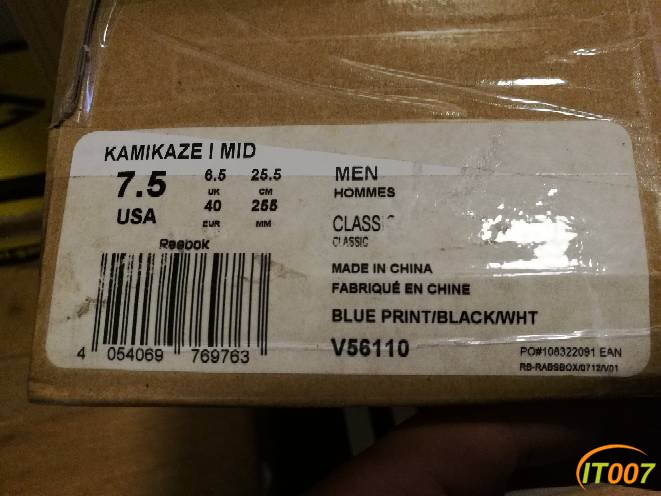 KAMIKAZE I MID
7.5
USA
6.5 25.5
UK CM
40 255
EUR MM
Reebok
4 054069 769763
MEN
HOMMES
CLASSIC
CLASSIC
MADE IN CHINA
FABRIQUÉ EN CHINE
BLUE PRINT/BLACK/WHT
V56110
PO#106322091 EAN
RB-RABSBOX/0712/V01
IT007